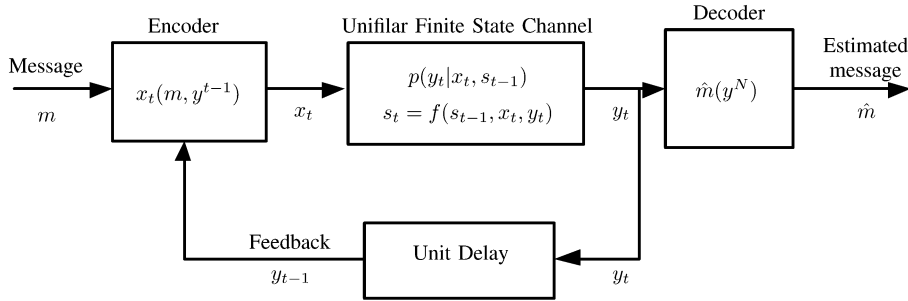 Encoder
Unifilar Finite State Channel
Decoder
Message
m
x_t(m, y^{t−1})
x_t
p(y_t|x_t, s_{t−1})
s_t = f(s_{t−1}, x_t, y_t)
y_t
m̂(y^N)
Estimated
message
m̂
Feedback
y_{t−1}
Unit Delay
y_t